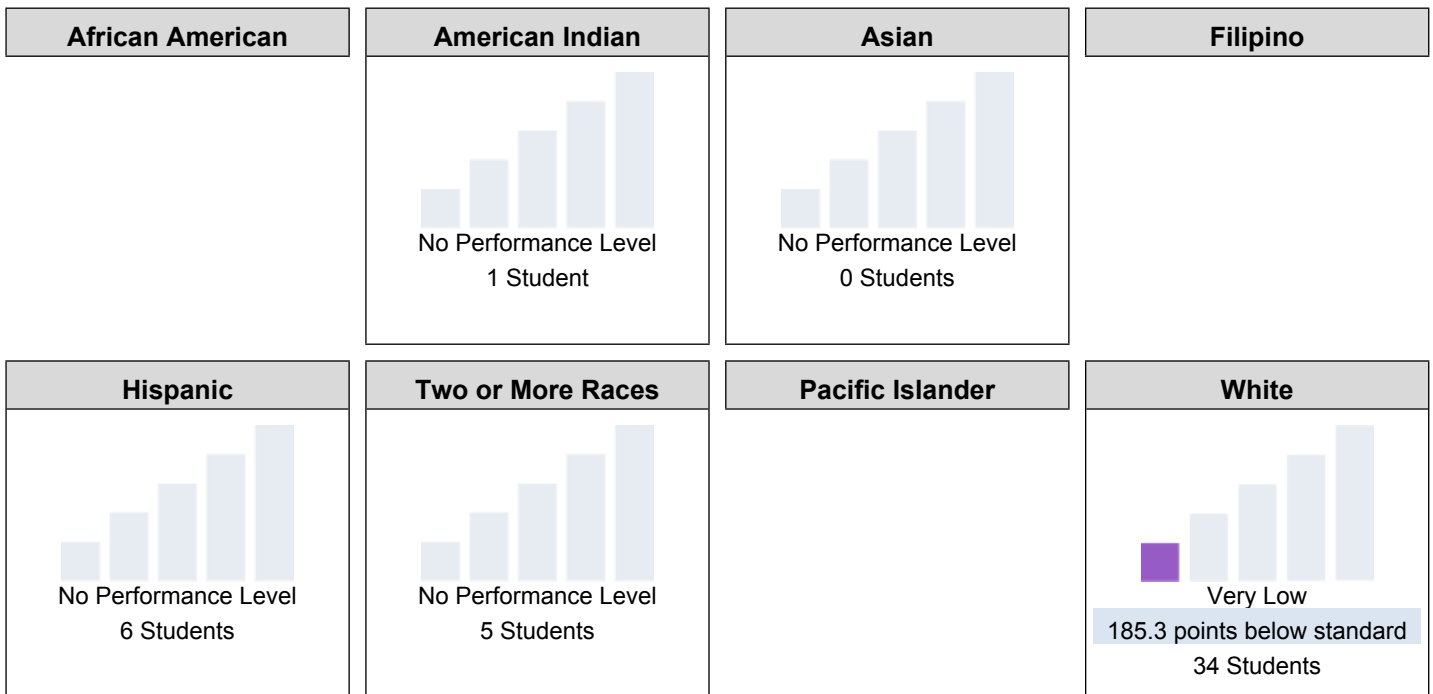 African American
American Indian
Asian
Filipino
No Performance Level
1 Student
No Performance Level
0 Students
Hispanic
Two or More Races
Pacific Islander
White
No Performance Level
6 Students
No Performance Level
5 Students
Very Low
185.3 points below standard
34 Students